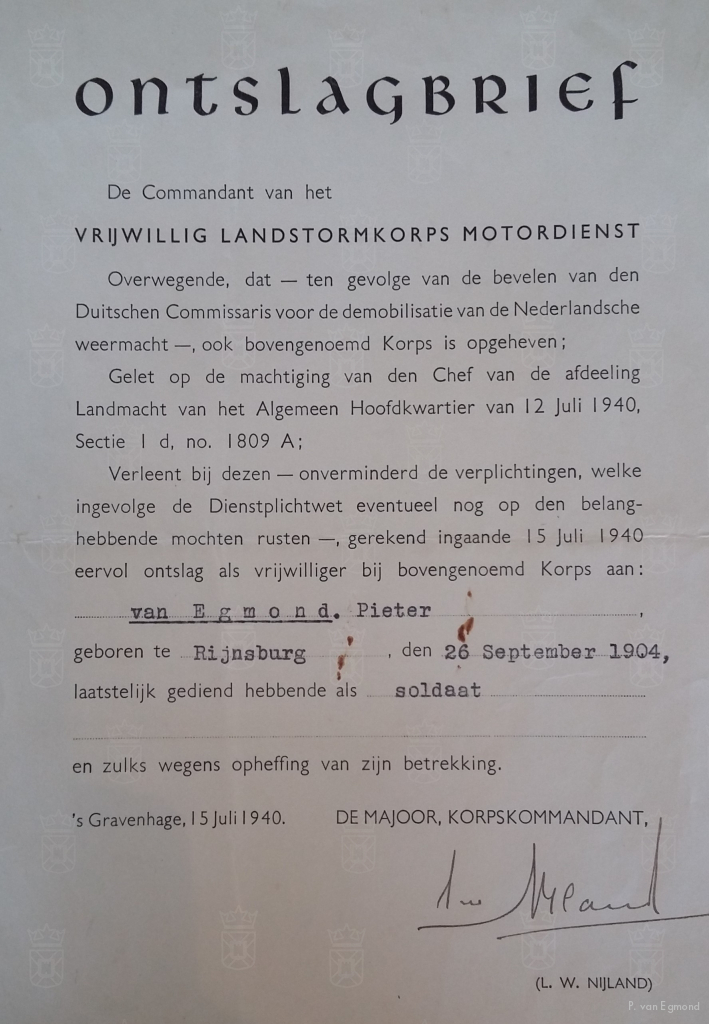 ONTSLAGBRIEF
De Commandant van het
VRIJWILLIG LANDSTORMKORPS MOTORDIENST
Overwegende, dat — ten gevolge van de bevelen van den
Duitschen Commissaris voor de demobilisatie van de Nederlandsche
weermacht —, ook bovengenoemd Korps is opgeheven;
Gelet op de machtiging van den Chef van de afdeeling
Landmacht van het Algemeen Hoofdkwartier van 12 Juli 1940,
Sectie 1 d, no. 1809 A;
Verleent bij dezen — onverminderd de verplichtingen, welke
ingevolge de Dienstplichtwet eventueel nog op den belang-
hebbende mochten rusten —, gerekend ingaande 15 Juli 1940
eervol ontslag als vrijwilliger bij bovengenoemd Korps aan:
van Egmond. Pieter ,
geboren te Rijnsburg , den 26 September 1904,
laatstelijk gediend hebbende als soldaat
en zulks wegens opheffing van zijn betrekking.
's Gravenhage, 15 Juli 1940. DE MAJOOR, KORPSKOMMANDANT,
(L. W. NIJLAND)
P. van Egmond